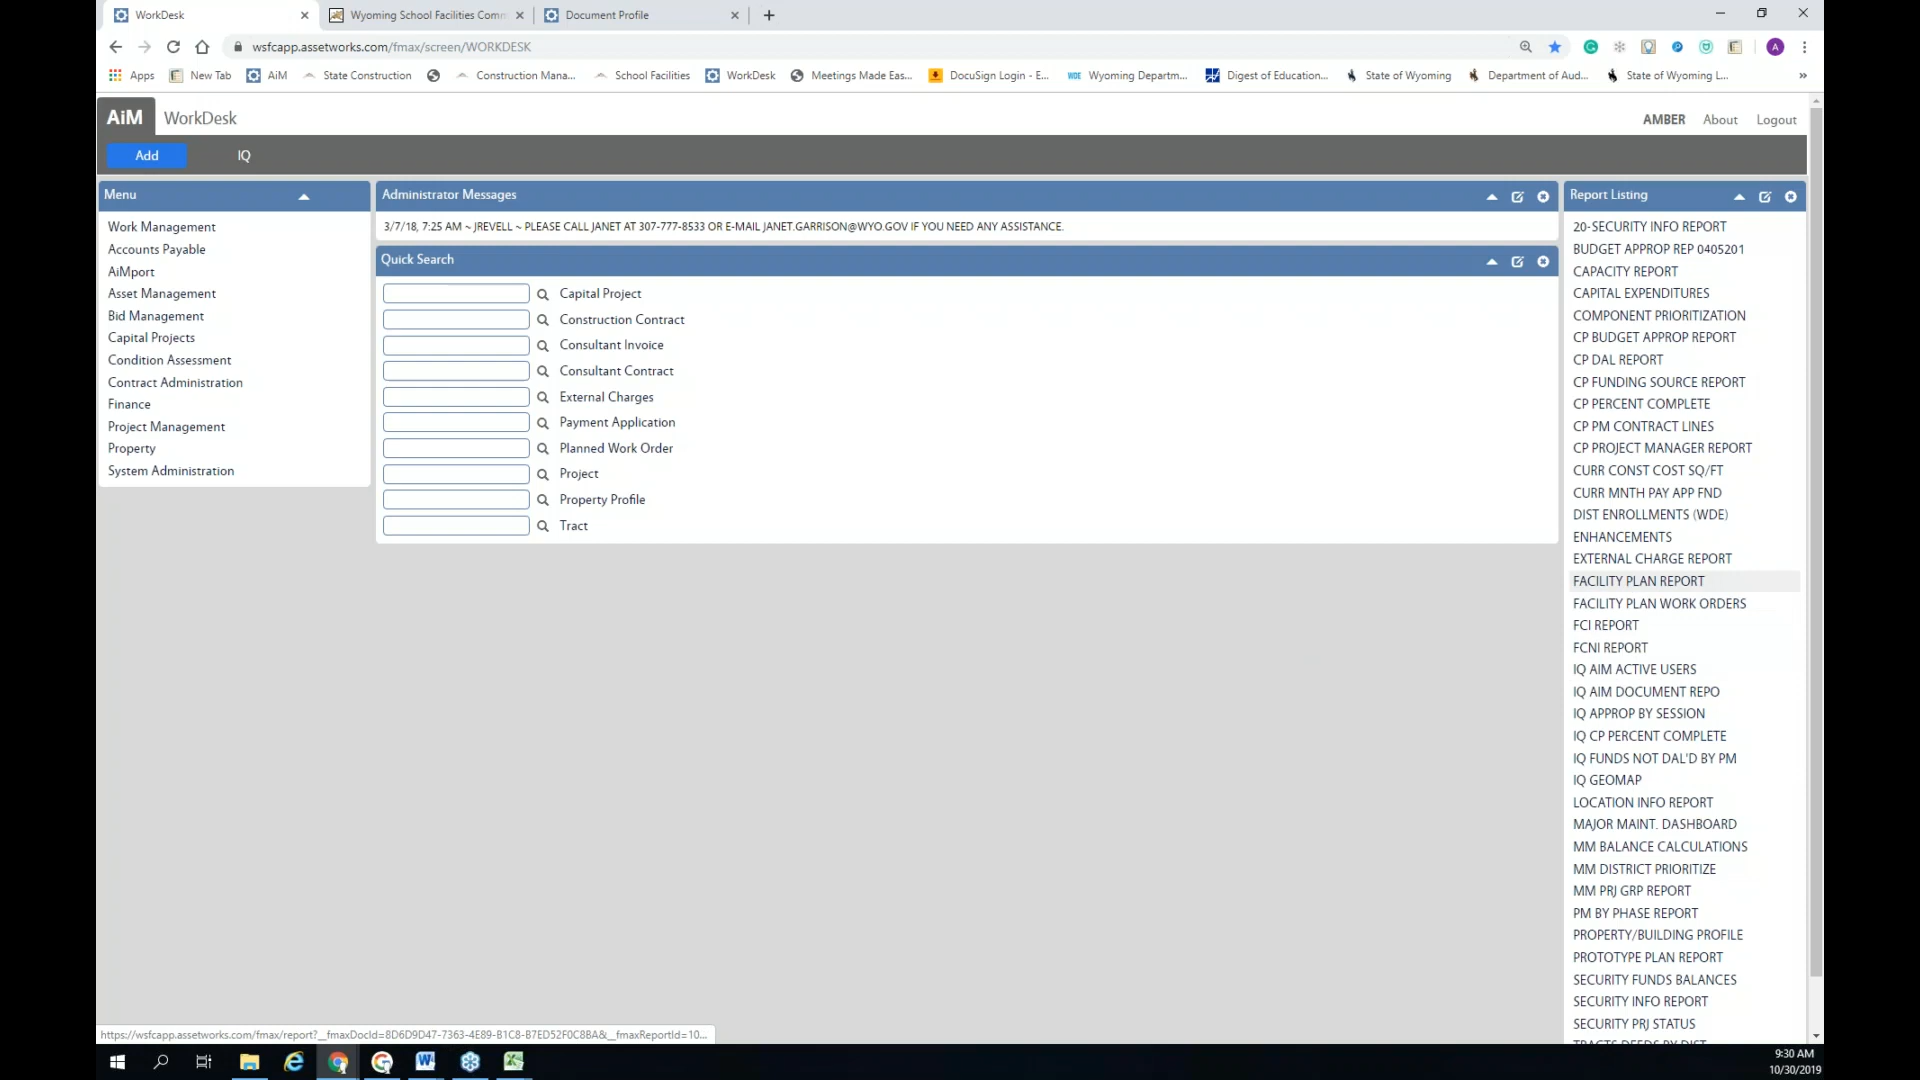 WorkDesk
Wyoming School Facilities Comm
Document Profile
wsfcapp.assetworks.com/fmax/screen/WORKDESK
A
Apps
New Tab
AiM
State Construction
Construction Mana...
School Facilities
WorkDesk
Meetings Made Eas...
DocuSign Login - E...
WDE
Wyoming Departm...
Digest of Education...
State of Wyoming
Department of Aud...
State of Wyoming L...
»
AiM WorkDesk
AMBER About Logout
Add IQ
Menu
Work Management
Accounts Payable
AiMport
Asset Management
Bid Management
Capital Projects
Condition Assessment
Contract Administration
Finance
Project Management
Property
System Administration
Administrator Messages
3/7/18, 7:25 AM ~ JREVELL ~ PLEASE CALL JANET AT 307-777-8533 OR E-MAIL JANET.GARRISON@WYO.GOV IF YOU NEED ANY ASSISTANCE.
Quick Search
Capital Project
Construction Contract
Consultant Invoice
Consultant Contract
External Charges
Payment Application
Planned Work Order
Project
Property Profile
Tract
Report Listing
20-SECURITY INFO REPORT
BUDGET APPROP REP 0405201
CAPACITY REPORT
CAPITAL EXPENDITURES
COMPONENT PRIORITIZATION
CP BUDGET APPROP REPORT
CP DAL REPORT
CP FUNDING SOURCE REPORT
CP PERCENT COMPLETE
CP PM CONTRACT LINES
CP PROJECT MANAGER REPORT
CURR CONST COST SQ/FT
CURR MNTH PAY APP FND
DIST ENROLLMENTS (WDE)
ENHANCEMENTS
EXTERNAL CHARGE REPORT
FACILITY PLAN REPORT
FACILITY PLAN WORK ORDERS
FCI REPORT
FCNI REPORT
IQ AIM ACTIVE USERS
IQ AIM DOCUMENT REPO
IQ APPROP BY SESSION
IQ CP PERCENT COMPLETE
IQ FUNDS NOT DAL'D BY PM
IQ GEOMAP
LOCATION INFO REPORT
MAJOR MAINT. DASHBOARD
MM BALANCE CALCULATIONS
MM DISTRICT PRIORITIZE
MM PRJ GRP REPORT
PM BY PHASE REPORT
PROPERTY/BUILDING PROFILE
PROTOTYPE PLAN REPORT
SECURITY FUNDS BALANCES
SECURITY INFO REPORT
SECURITY PRJ STATUS
TRACTS DEEDS BY DIST
https://wsfcapp.assetworks.com/fmax/report?__fmaxDocId=8D6D9D47-7363-4E89-B1C8-B7ED52F0C8BA&__fmaxReportId=10...
9:30 AM
10/30/2019